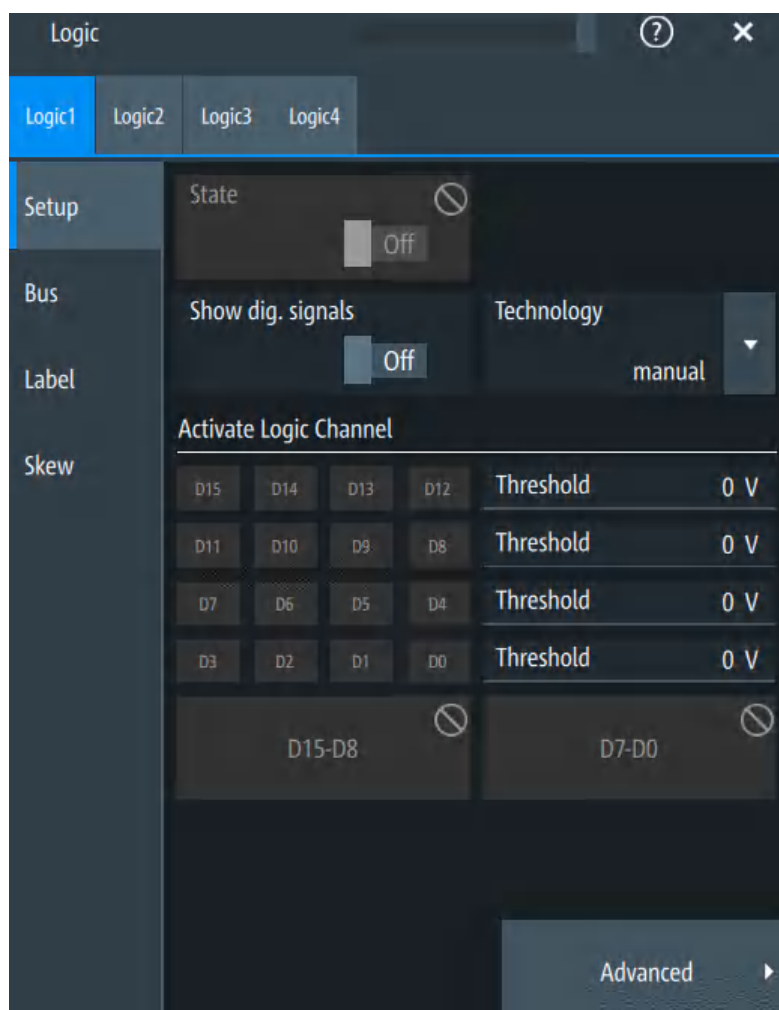 Logic
?
Logic1 Logic2 Logic3 Logic4
Setup
State
Off
Bus
Show dig. signals
Off
Technology
manual
Label
Activate Logic Channel
Skew
D15 D14 D13 D12 Threshold 0 V
D11 D10 D9 D8 Threshold 0 V
D7 D6 D5 D4 Threshold 0 V
D3 D2 D1 D0 Threshold 0 V
D15-D8 D7-D0
Advanced